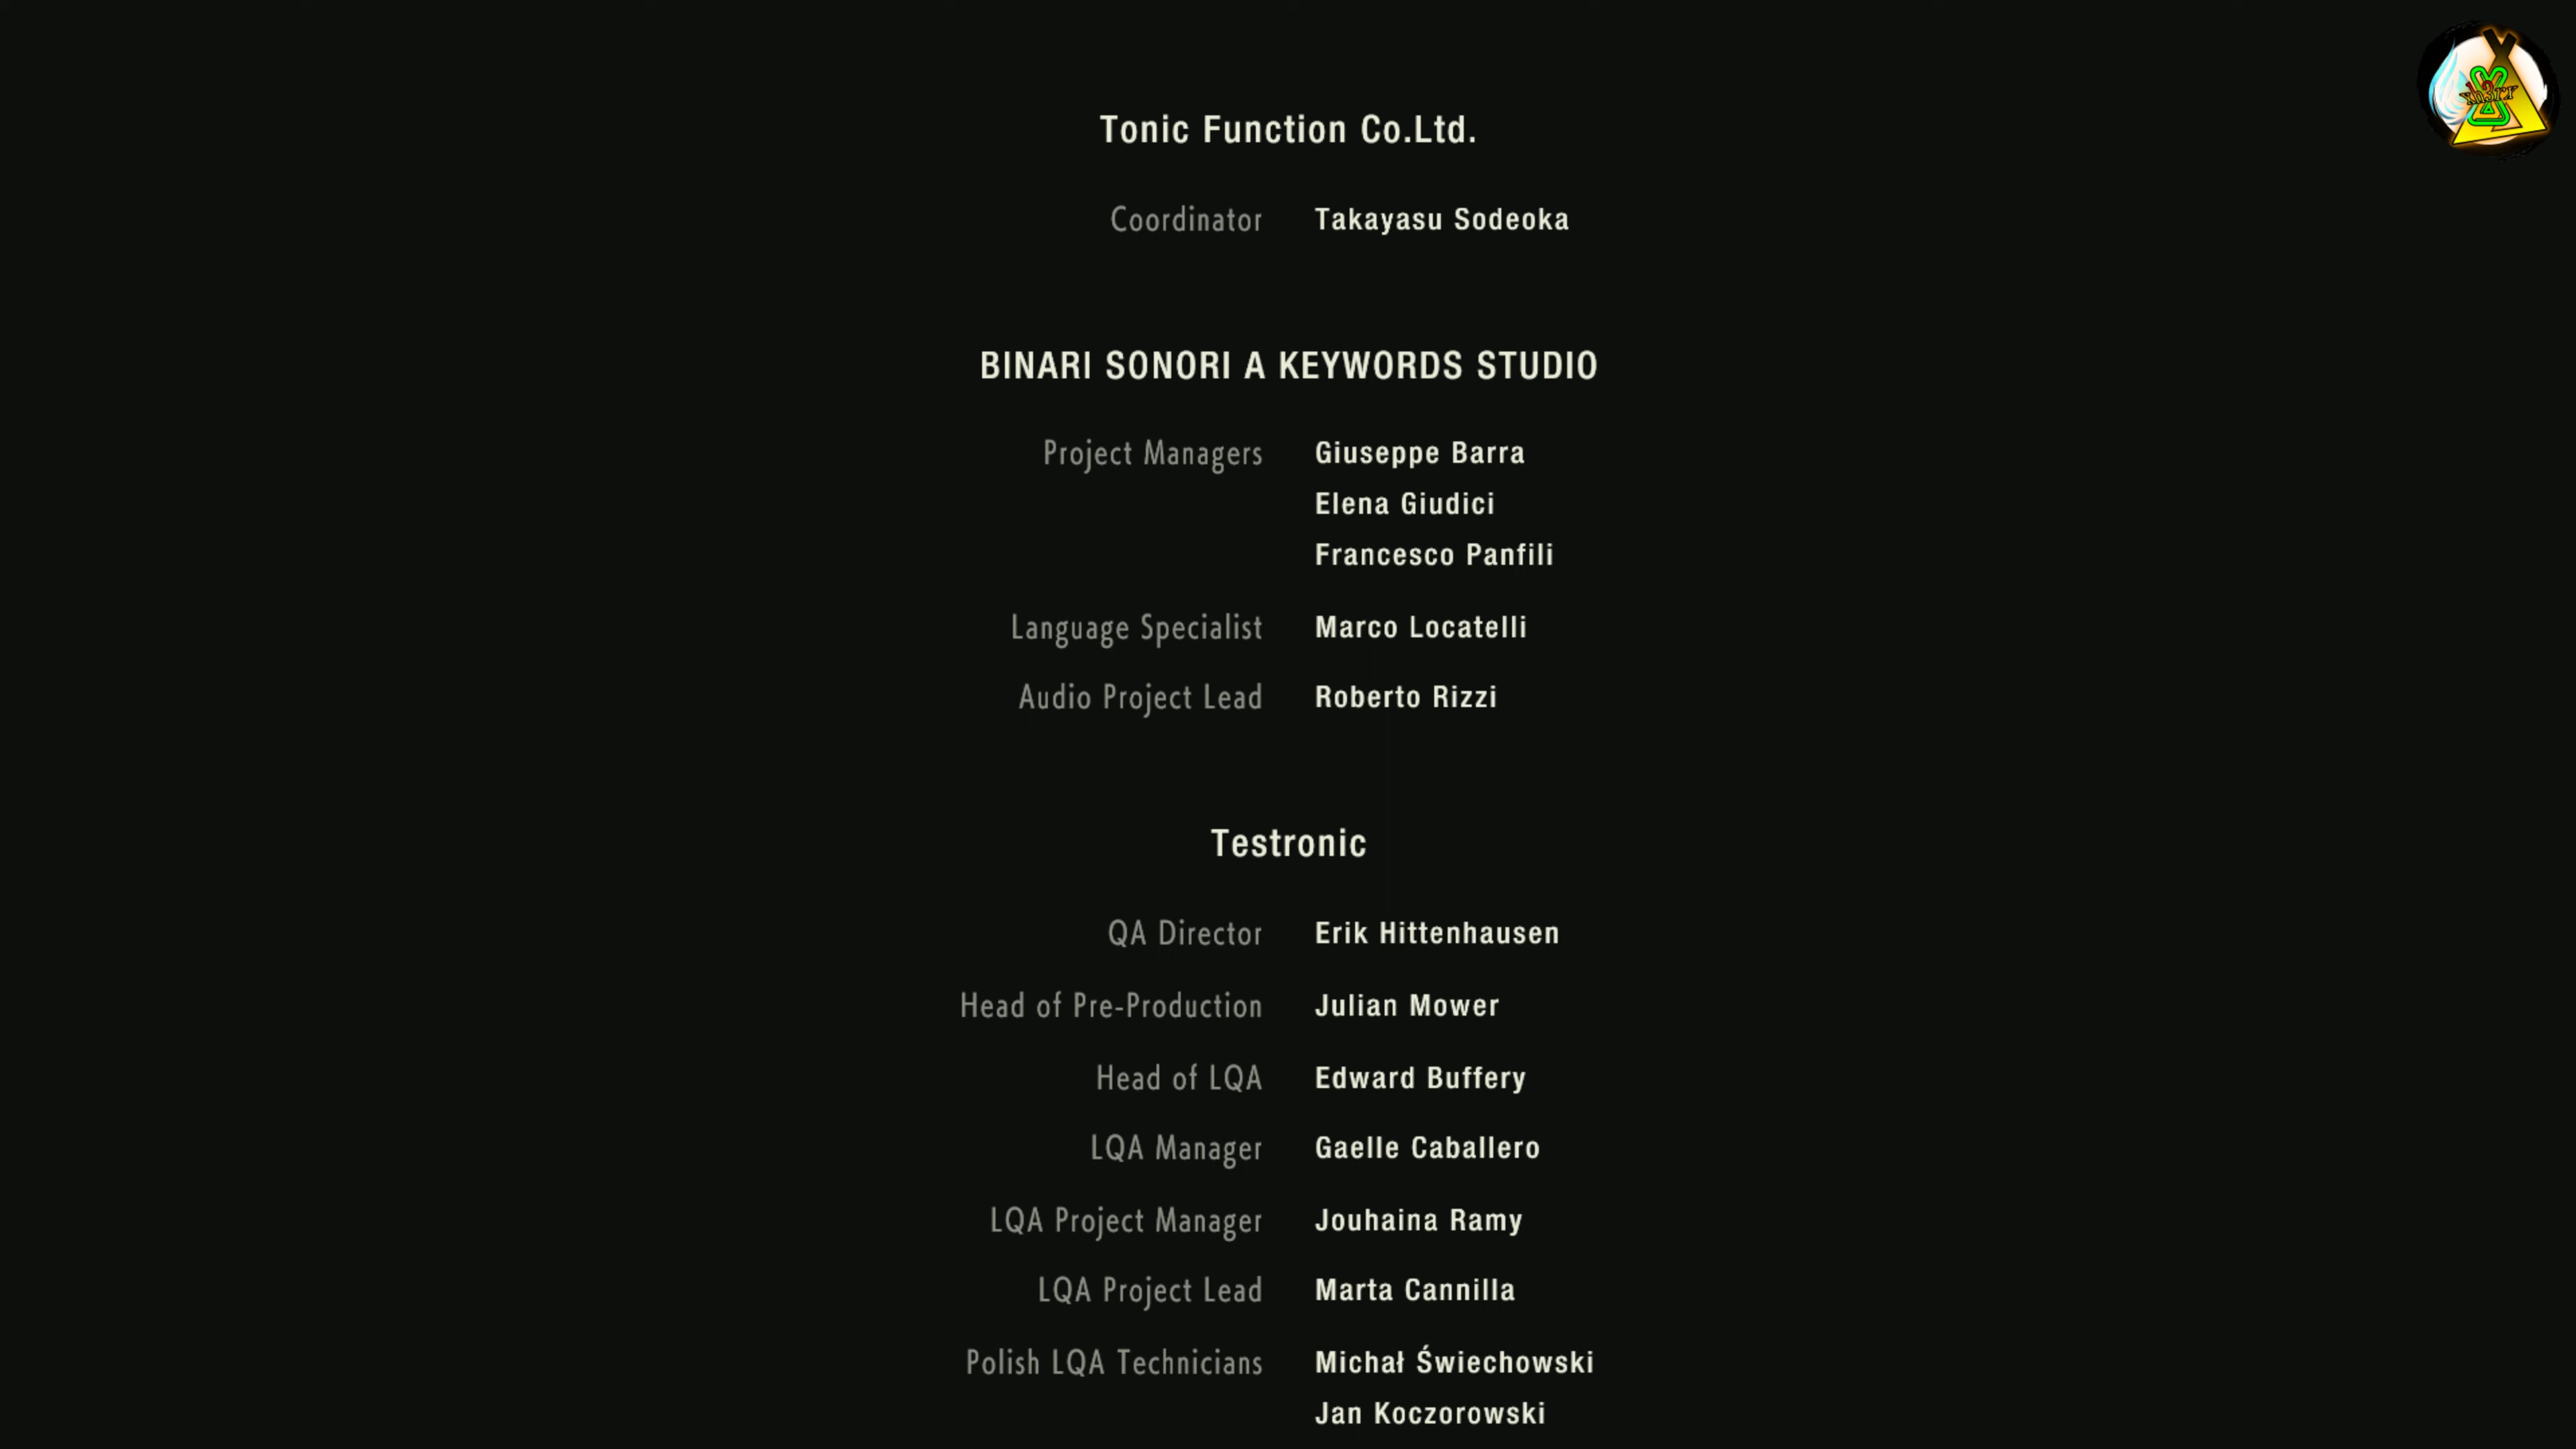 Tonic Function Co.Ltd.
Coordinator Takayasu Sodeoka
BINARI SONORI A KEYWORDS STUDIO
Project Managers Giuseppe Barra
Elena Giudici
Francesco Panfili
Language Specialist Marco Locatelli
Audio Project Lead Roberto Rizzi
Testronic
QA Director Erik Hittenhausen
Head of Pre-Production Julian Mower
Head of LQA Edward Buffery
LQA Manager Gaelle Caballero
LQA Project Manager Jouhaina Ramy
LQA Project Lead Marta Cannilla
Polish LQA Technicians Michał Świechowski
Jan Koczorowski